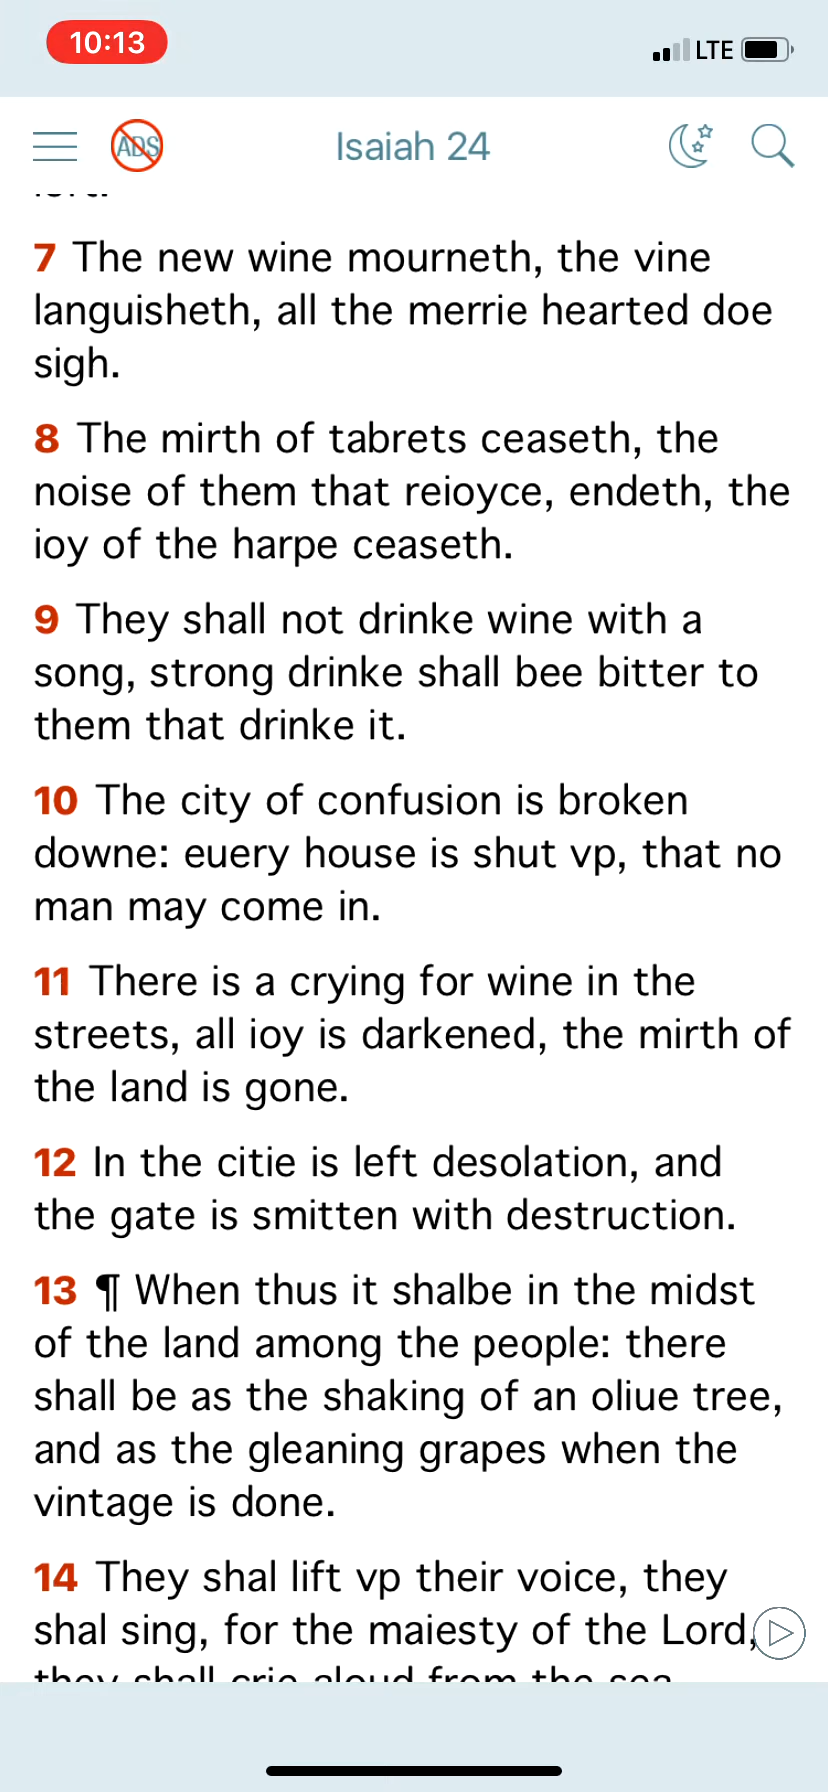 10:13
LTE
ADS
Isaiah 24
7 The new wine mourneth, the vine
languisheth, all the merrie hearted doe
sigh.
8 The mirth of tabrets ceaseth, the
noise of them that reioyce, endeth, the
ioy of the harpe ceaseth.
9 They shall not drinke wine with a
song, strong drinke shall bee bitter to
them that drinke it.
10 The city of confusion is broken
downe: euery house is shut vp, that no
man may come in.
11 There is a crying for wine in the
streets, all ioy is darkened, the mirth of
the land is gone.
12 In the citie is left desolation, and
the gate is smitten with destruction.
13 ¶ When thus it shalbe in the midst
of the land among the people: there
shall be as the shaking of an oliue tree,
and as the gleaning grapes when the
vintage is done.
14 They shal lift vp their voice, they
shal sing, for the maiesty of the Lord,
they shall crie aloud from the sea